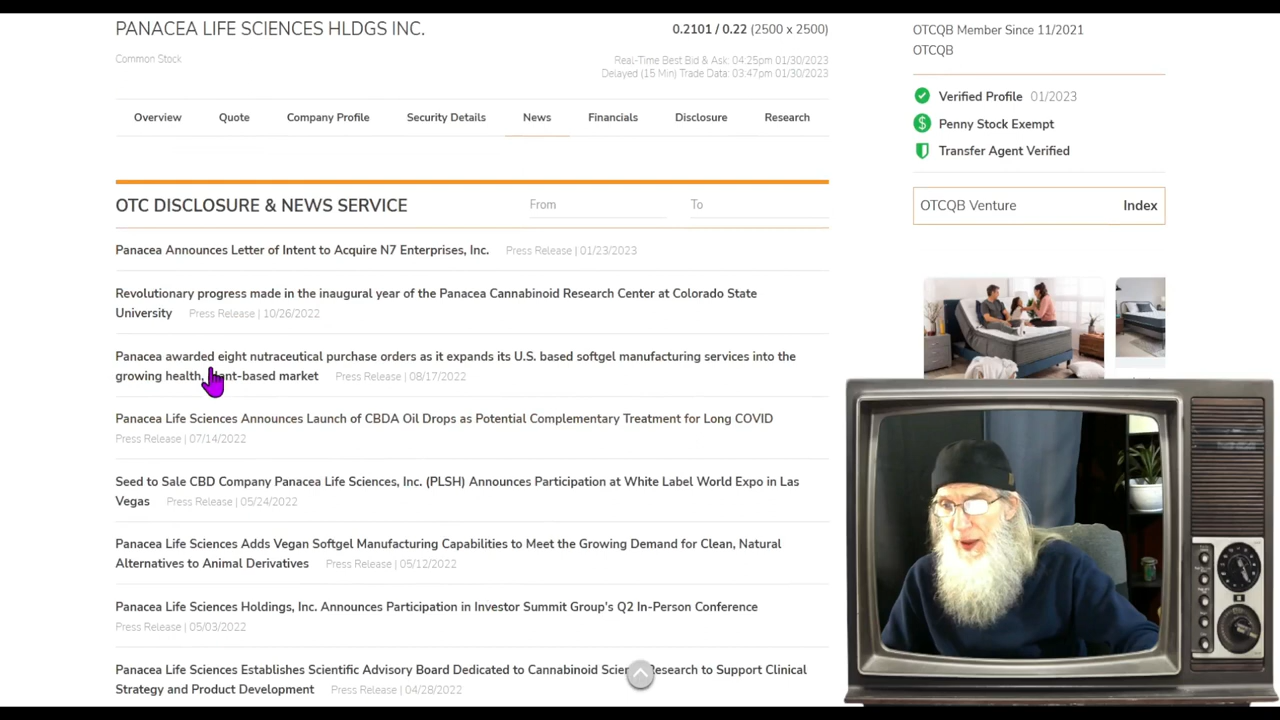 PANACEA LIFE SCIENCES HLDGS INC.
0.2101 / 0.22 (2500 x 2500)
Common Stock
Real-Time Best Bid & Ask: 04:25pm 01/30/2023
Delayed (15 Min) Trade Data: 03:47pm 01/30/2023
Overview Quote Company Profile Security Details News Financials Disclosure Research
OTC DISCLOSURE & NEWS SERVICE From To
Panacea Announces Letter of Intent to Acquire N7 Enterprises, Inc. Press Release | 01/23/2023
Revolutionary progress made in the inaugural year of the Panacea Cannabinoid Research Center at Colorado State
University Press Release | 10/26/2022
Panacea awarded eight nutraceutical purchase orders as it expands its U.S. based softgel manufacturing services into the
growing health, plant-based market Press Release | 08/17/2022
Panacea Life Sciences Announces Launch of CBDA Oil Drops as Potential Complementary Treatment for Long COVID
Press Release | 07/14/2022
Seed to Sale CBD Company Panacea Life Sciences, Inc. (PLSH) Announces Participation at White Label World Expo in Las
Vegas Press Release | 05/24/2022
Panacea Life Sciences Adds Vegan Softgel Manufacturing Capabilities to Meet the Growing Demand for Clean, Natural
Alternatives to Animal Derivatives Press Release | 05/12/2022
Panacea Life Sciences Holdings, Inc. Announces Participation in Investor Summit Group's Q2 In-Person Conference
Press Release | 05/03/2022
Panacea Life Sciences Establishes Scientific Advisory Board Dedicated to Cannabinoid Science Research to Support Clinical
Strategy and Product Development Press Release | 04/28/2022
OTCQB Member Since 11/2021
OTCQB
Verified Profile 01/2023
Penny Stock Exempt
Transfer Agent Verified
OTCQB Venture Index